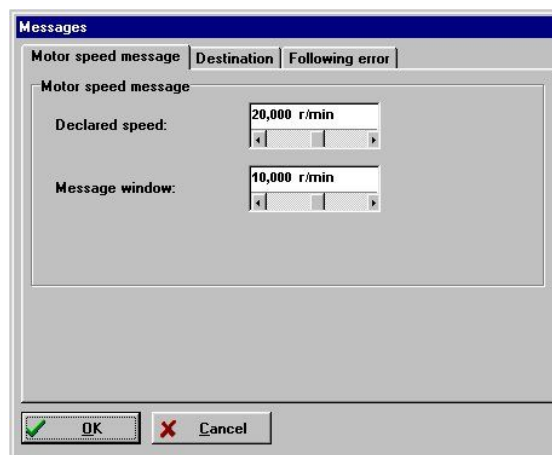 Messages
Motor speed message Destination Following error
Motor speed message
Declared speed: 20,000 r/min
Message window: 10,000 r/min
OK Cancel